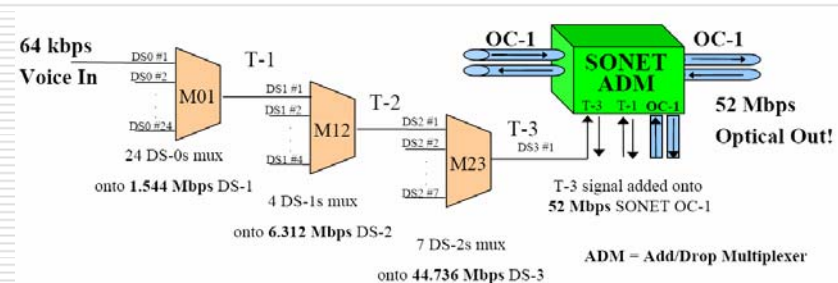 64 kbps
Voice In
DS0 #1
DS0 #2
DS0 #24
M01
24 DS-0s mux
onto 1.544 Mbps DS-1
T-1
DS1 #1
DS1 #2
DS1 #4
M12
4 DS-1s mux
onto 6.312 Mbps DS-2
T-2
DS2 #1
DS2 #2
DS2 #7
M23
7 DS-2s mux
onto 44.736 Mbps DS-3
T-3
DS3 #1
OC-1
SONET
ADM
T-3 T-1 OC-1
OC-1
52 Mbps
Optical Out!
T-3 signal added onto
52 Mbps SONET OC-1
ADM = Add/Drop Multiplexer